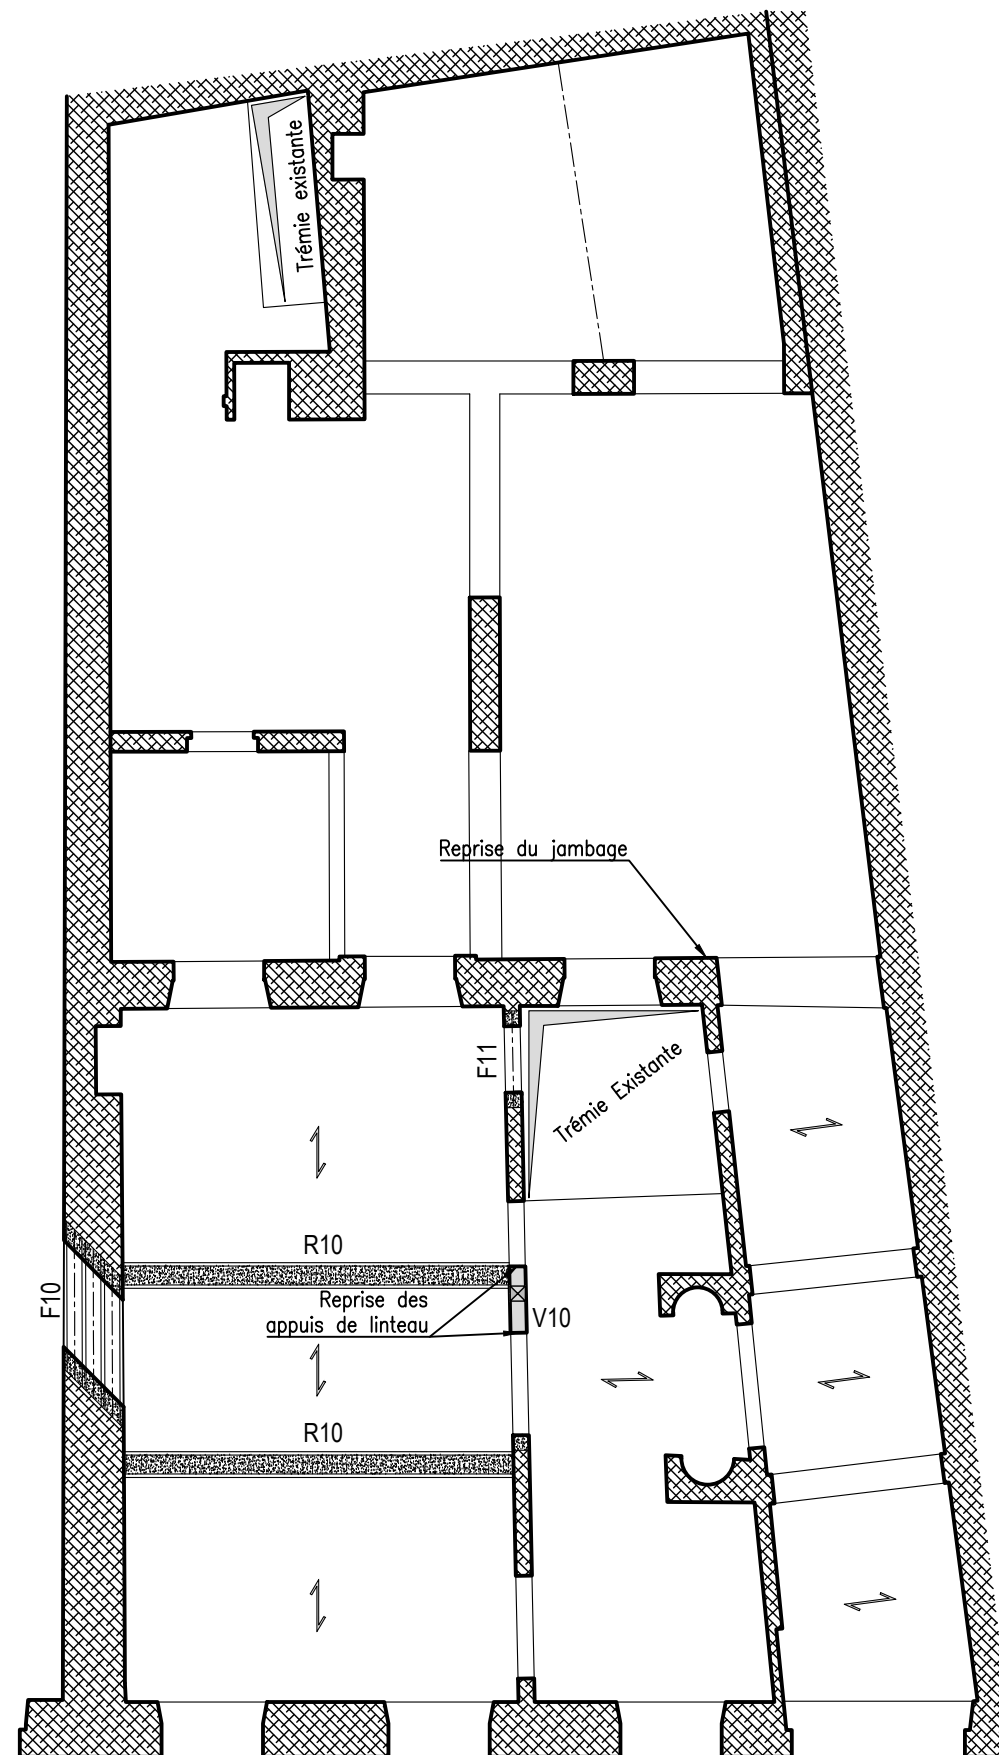 Trémie existante
Reprise du jambage
F11
Trémie Existante
R10
F10
Reprise des
appuis de linteau
V10
R10